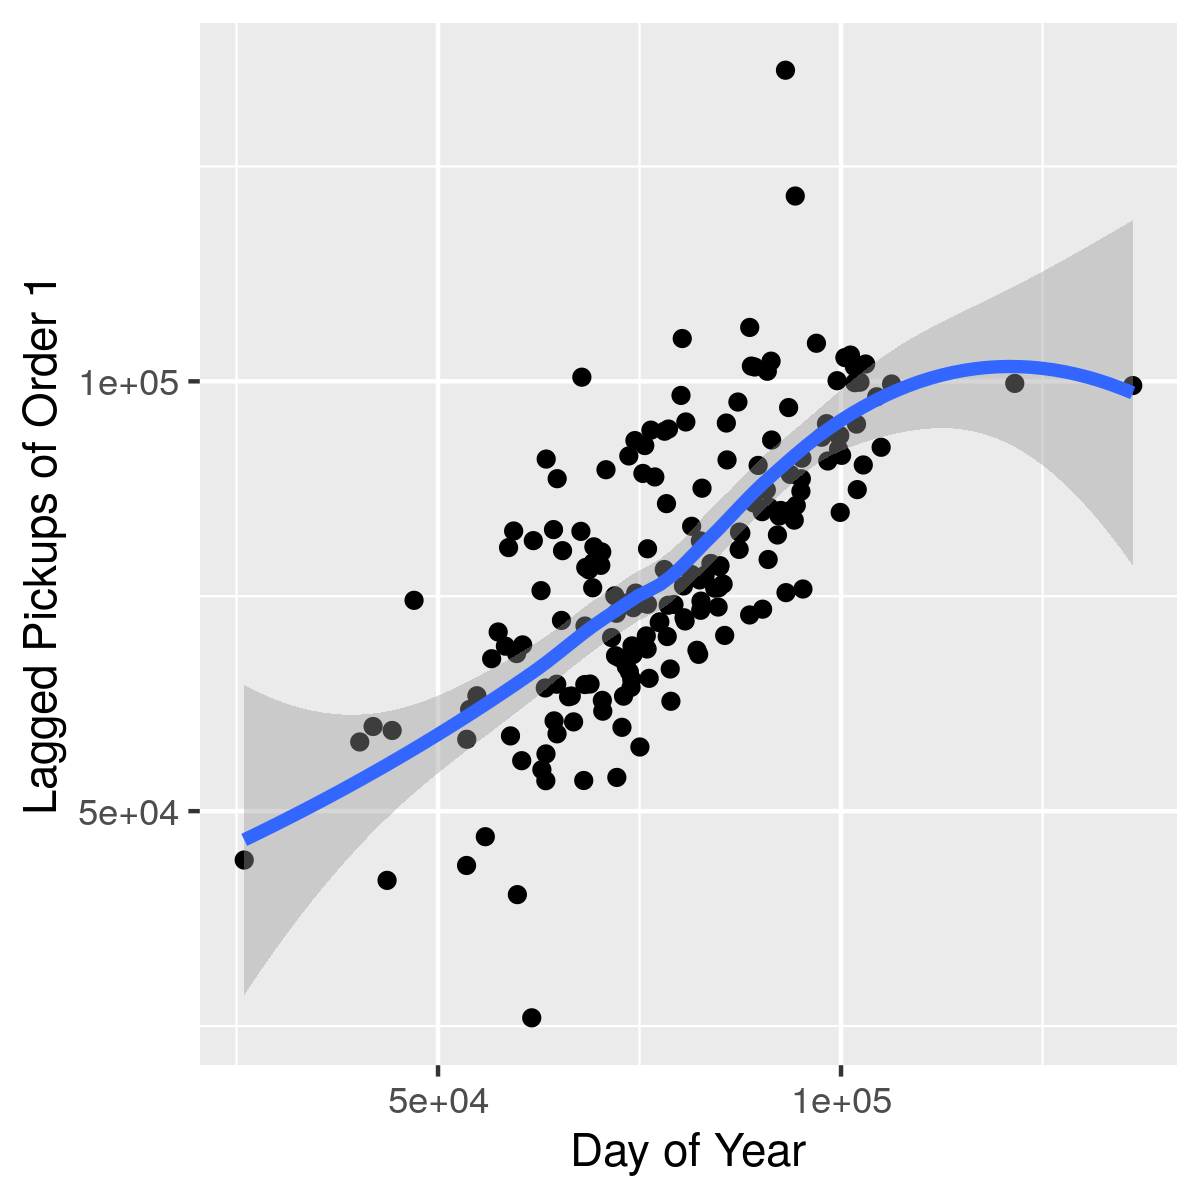 Lagged Pickups of Order 1
1e+05
5e+04
5e+04
1e+05
Day of Year